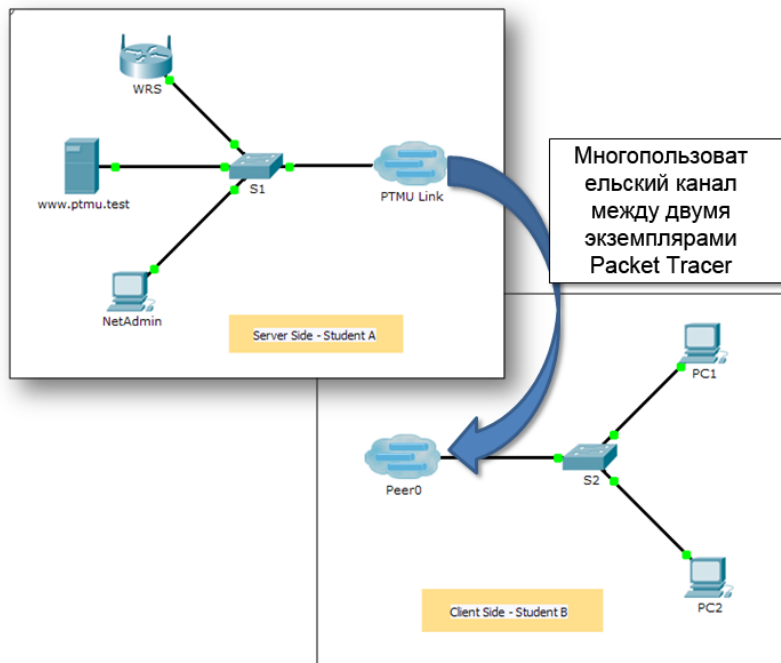 WRS
www.ptmu.test
S1
PTMU Link
NetAdmin
Server Side - Student A
Многопользоват
ельский канал
между двумя
экземплярами
Packet Tracer
PC1
Peer0
S2
PC2
Client Side - Student B